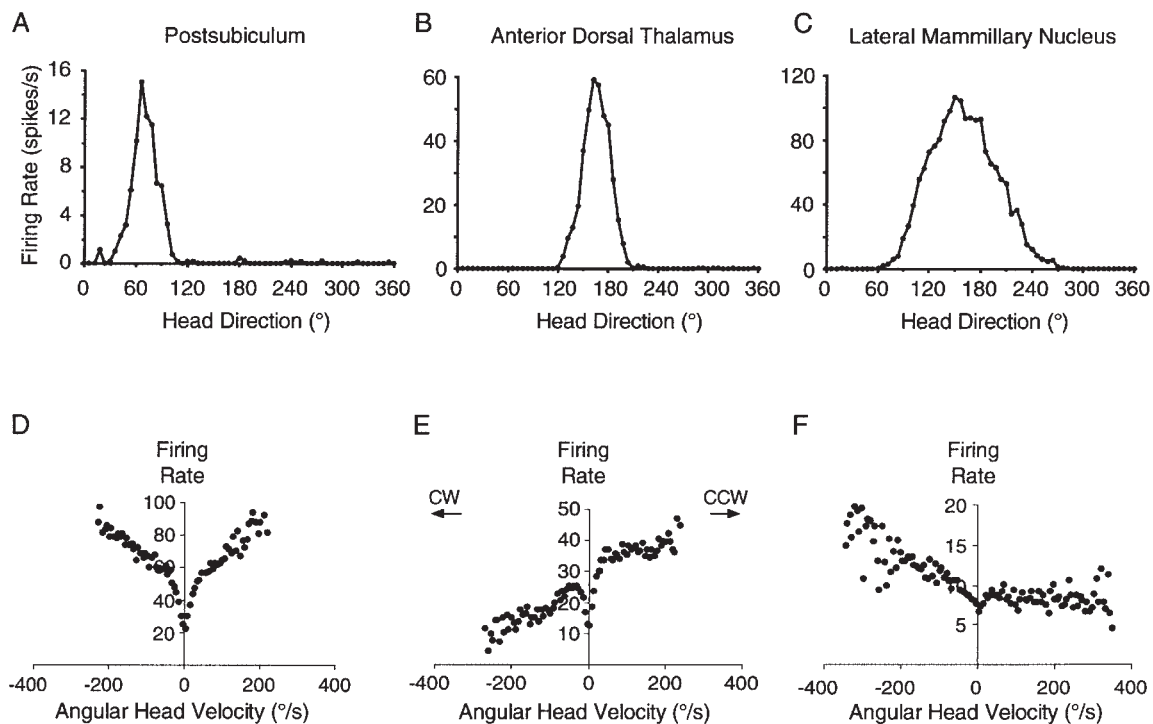 A
Postsubiculum
Firing Rate (spikes/s)
16
12
8
4
0
0 60 120 180 240 300 360
Head Direction (°)
B
Anterior Dorsal Thalamus
60
40
20
0
0 60 120 180 240 300 360
Head Direction (°)
C
Lateral Mammillary Nucleus
120
80
40
0
0 60 120 180 240 300 360
Head Direction (°)
D
Firing
Rate
100
80
60
40
20
-400 -200 0 200 400
Angular Head Velocity (°/s)
E
Firing
Rate
CW
CCW
50
40
30
20
10
-400 -200 0 200 400
Angular Head Velocity (°/s)
F
Firing
Rate
20
15
10
5
-400 -200 0 200 400
Angular Head Velocity (°/s)